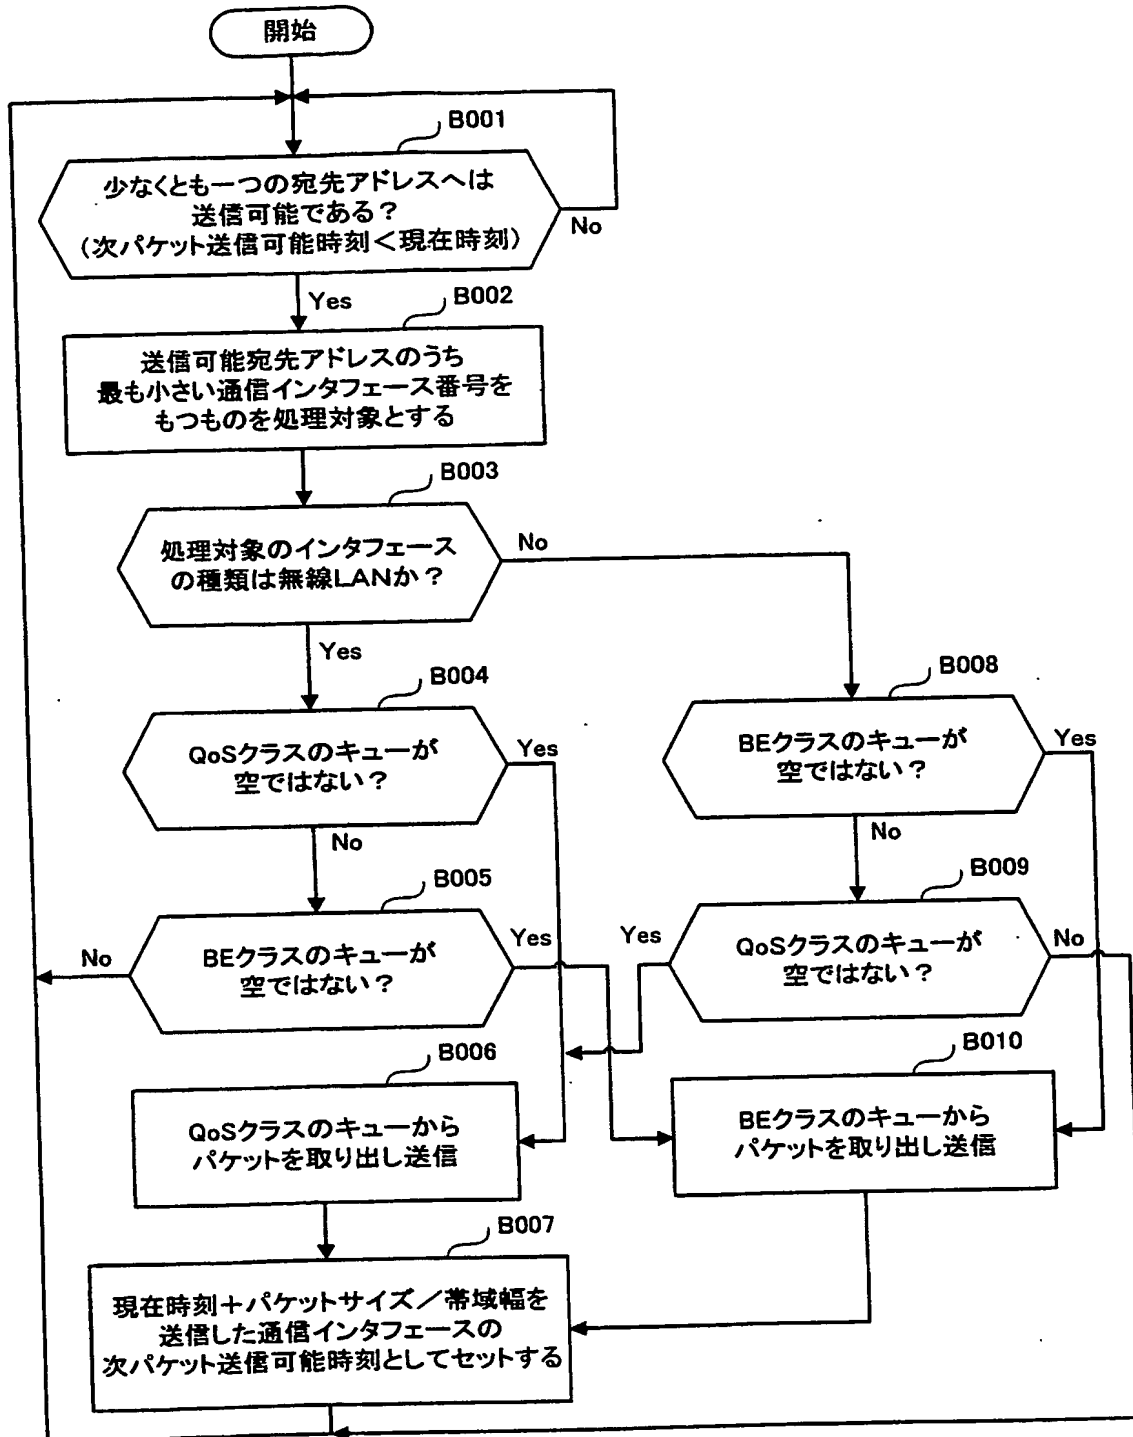 開始
B001
少なくとも一つの宛先アドレスへは
送信可能である？
（次パケット送信可能時刻＜現在時刻）
No
Yes
B002
送信可能宛先アドレスのうち
最も小さい通信インタフェース番号を
もつものを処理対象とする
B003
処理対象のインタフェース
の種類は無線LANか？
No
Yes
B004
QoSクラスのキューが
空ではない？
Yes
No
B008
BEクラスのキューが
空ではない？
Yes
No
B005
BEクラスのキューが
空ではない？
No
Yes
B009
QoSクラスのキューが
空ではない？
Yes
No
B006
QoSクラスのキューから
パケットを取り出し送信
B010
BEクラスのキューから
パケットを取り出し送信
B007
現在時刻＋パケットサイズ／帯域幅を
送信した通信インタフェースの
次パケット送信可能時刻としてセットする